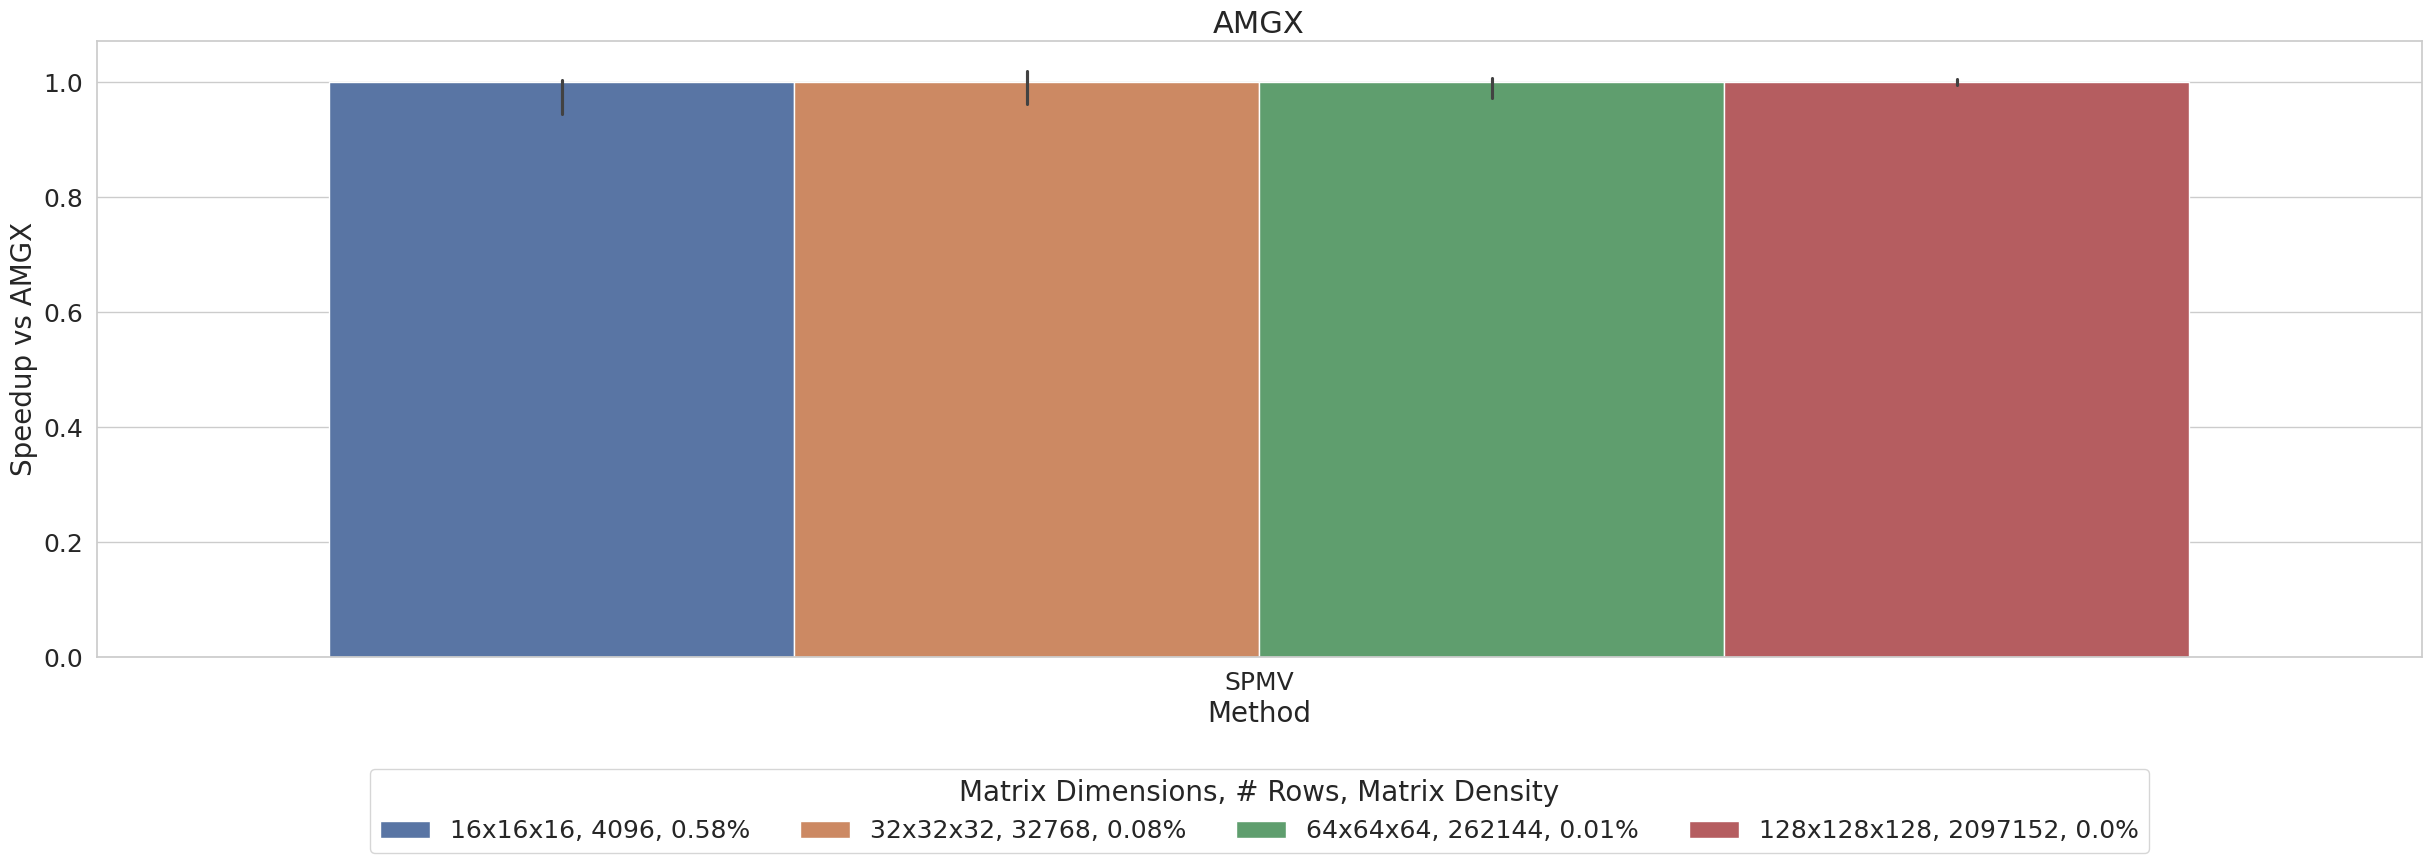 AMGX
Speedup vs AMGX
1.0
0.8
0.6
0.4
0.2
0.0
SPMV
Method
Matrix Dimensions, # Rows, Matrix Density
16x16x16, 4096, 0.58% 32x32x32, 32768, 0.08% 64x64x64, 262144, 0.01% 128x128x128, 2097152, 0.0%